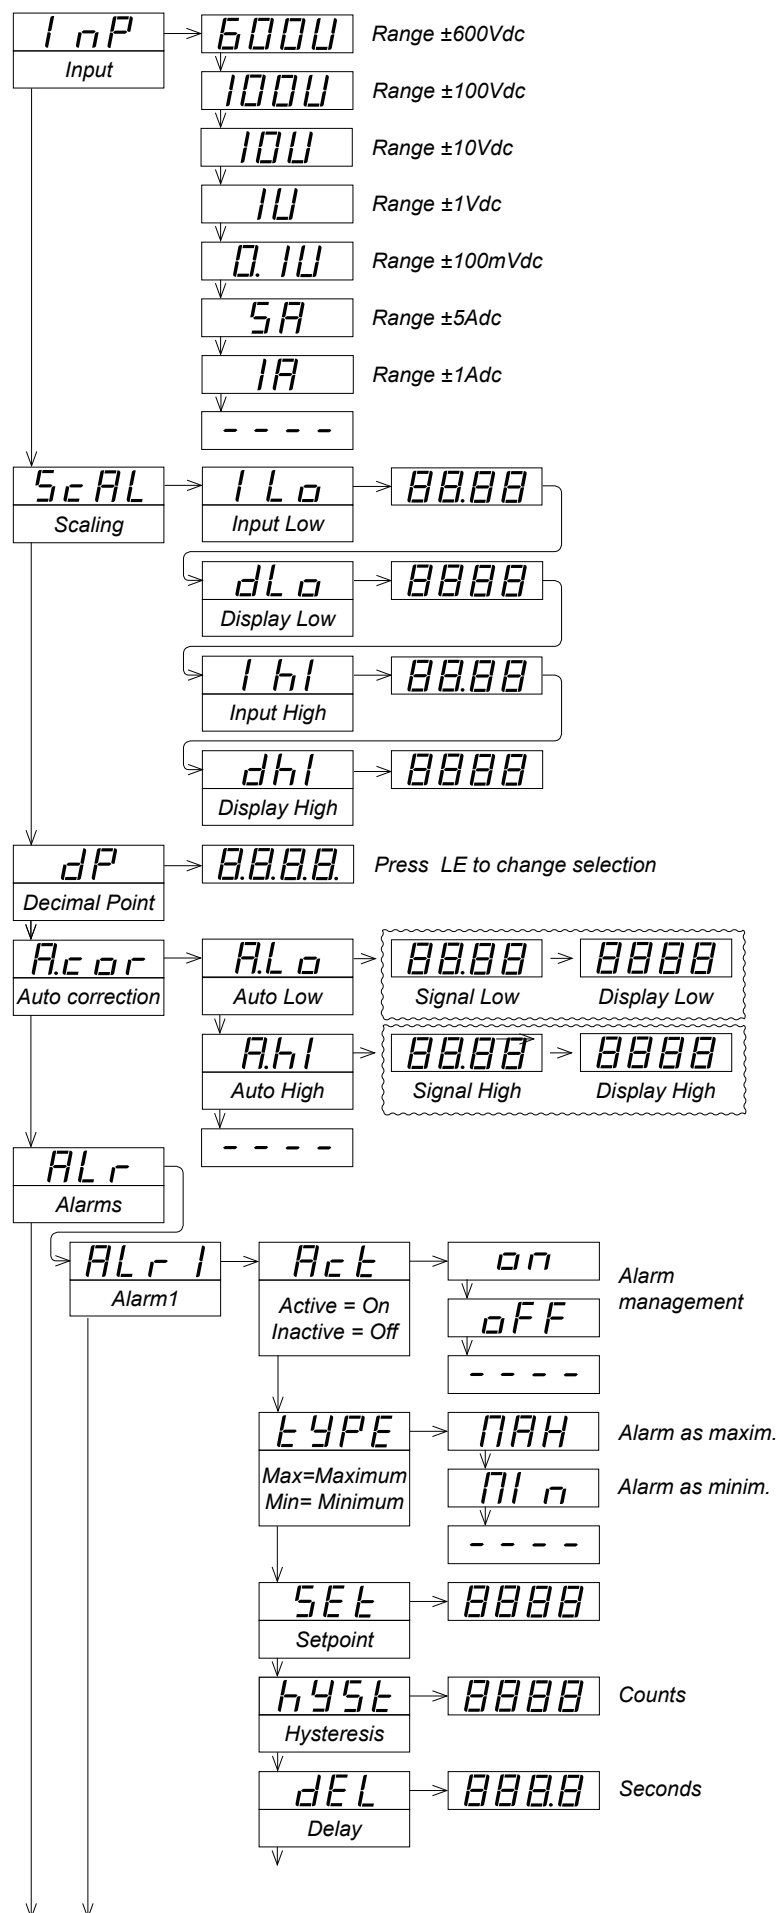 InP
Input
600U
Range ±600Vdc
100U
Range ±100Vdc
10U
Range ±10Vdc
1U
Range ±1Vdc
0.1U
Range ±100mVdc
5A
Range ±5Adc
1A
Range ±1Adc
----
ScAL
Scaling
I Lo
Input Low
88.88
dLo
Display Low
8888
I hI
Input High
88.88
dhI
Display High
8888
dP
Decimal Point
8.8.8.8.
Press LE to change selection
A.cor
Auto correction
A.Lo
Auto Low
88.88
Signal Low
8888
Display Low
A.hI
Auto High
88.88
Signal High
8888
Display High
----
ALr
Alarms
ALr1
Alarm1
Act
Active = On
Inactive = Off
on
oFF
----
Alarm
management
tYPE
Max=Maximum
Min= Minimum
MAH
Alarm as maxim.
MIn
Alarm as minim.
----
SEt
Setpoint
8888
hYSt
Hysteresis
8888
Counts
dEL
Delay
888.8
Seconds